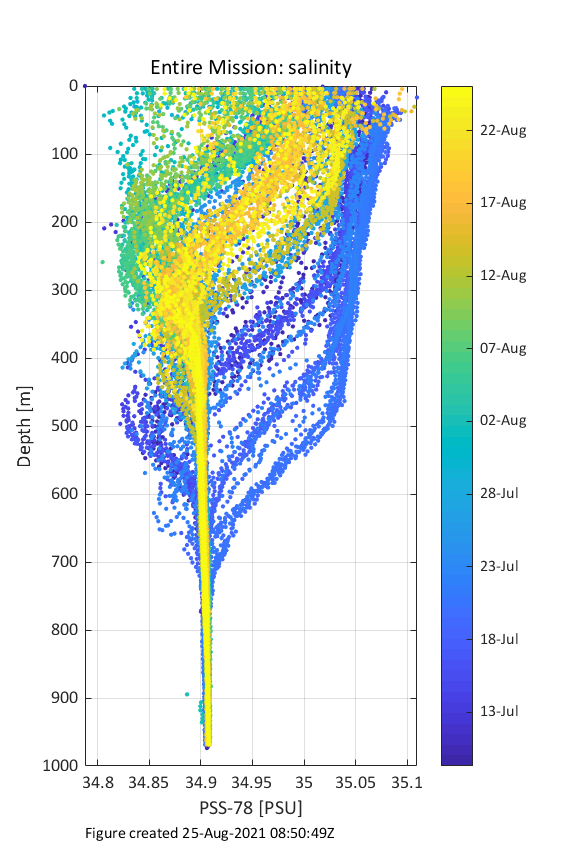 Entire Mission: salinity
0
100
200
300
400
500
600
700
800
900
1000
Depth [m]
34.8 34.85 34.9 34.95 35 35.05 35.1
PSS-78 [PSU]
22-Aug
17-Aug
12-Aug
07-Aug
02-Aug
28-Jul
23-Jul
18-Jul
13-Jul
Figure created 25-Aug-2021 08:50:49Z